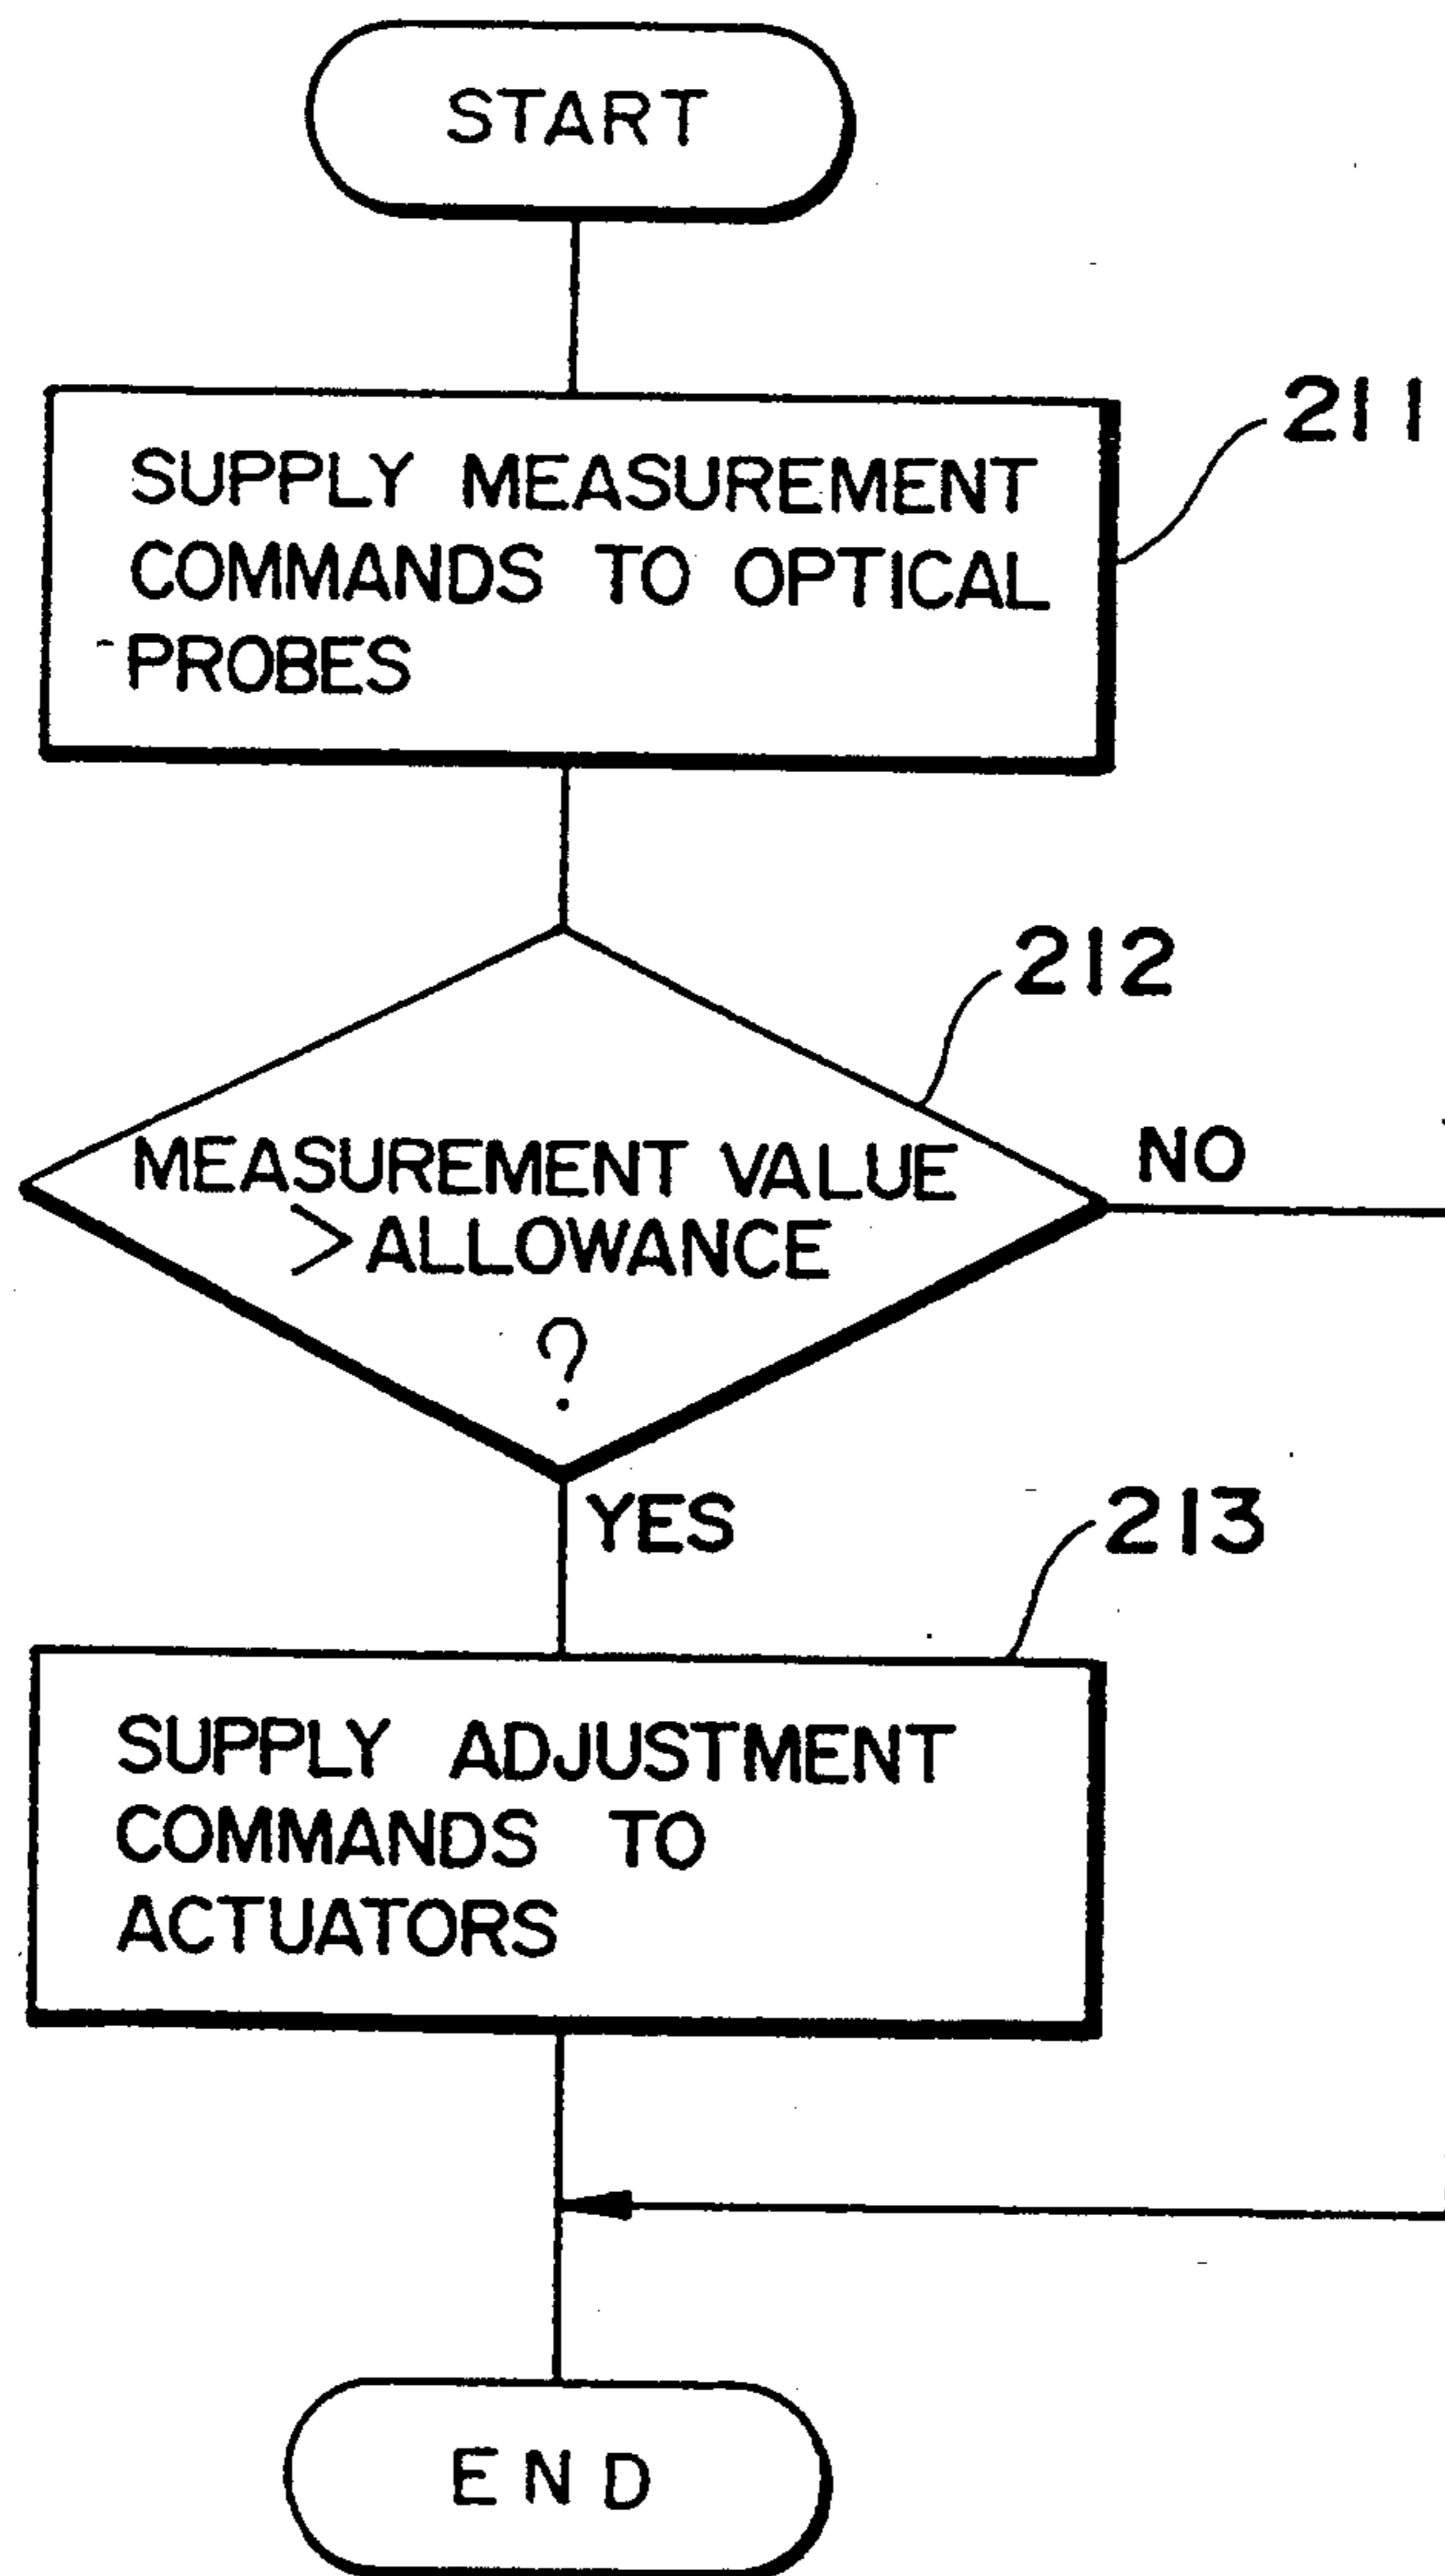 START
211
SUPPLY MEASUREMENT
COMMANDS TO OPTICAL
PROBES
212
MEASUREMENT VALUE
>ALLOWANCE
?
NO
YES
213
SUPPLY ADJUSTMENT
COMMANDS TO
ACTUATORS
END